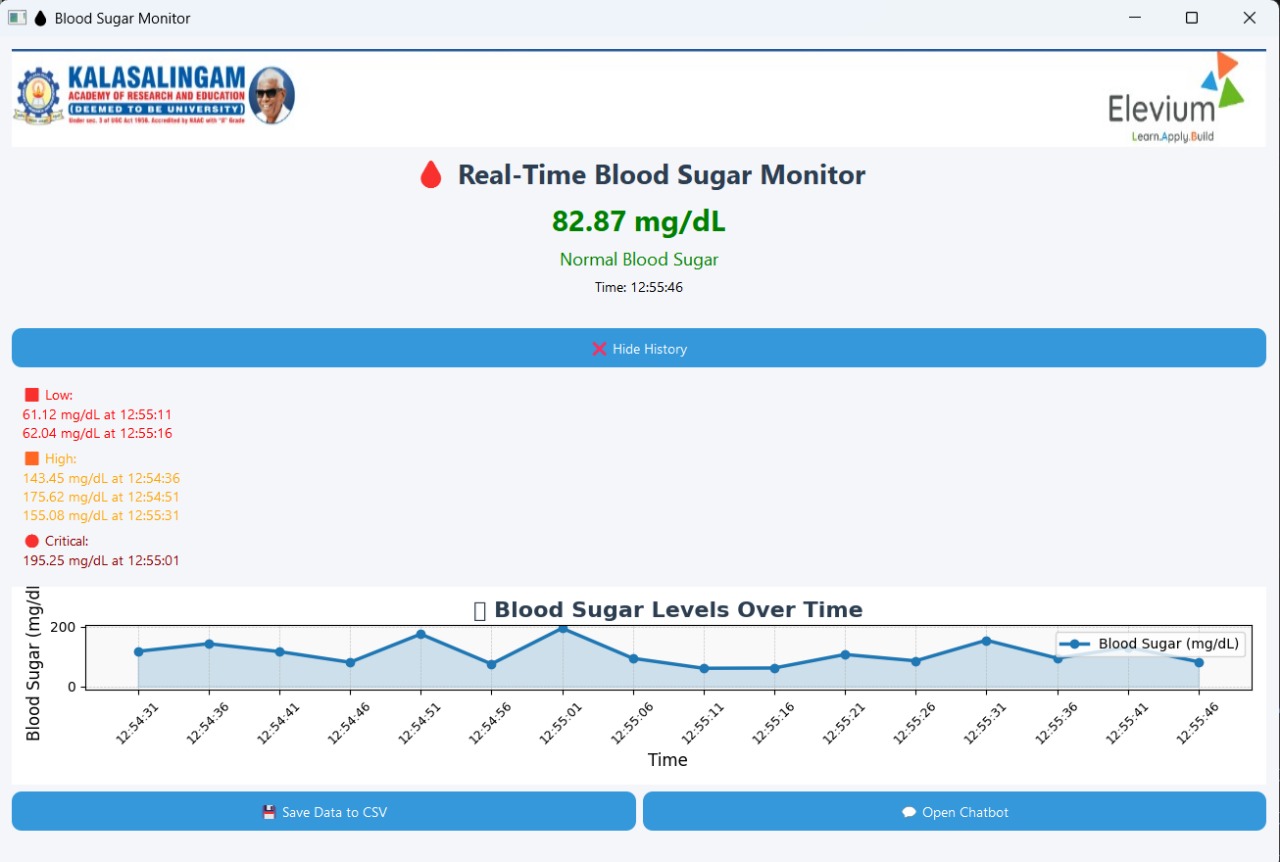 Blood Sugar Monitor
KALASALINGAM
ACADEMY OF RESEARCH AND EDUCATION
(DEEMED TO BE UNIVERSITY)
Under sec. 3 of UGC Act 1956. Accredited by NAAC with "A" Grade
Elevium
Learn.Apply.Build
Real-Time Blood Sugar Monitor
82.87 mg/dL
Normal Blood Sugar
Time: 12:55:46
❌ Hide History
Low:
61.12 mg/dL at 12:55:11
62.04 mg/dL at 12:55:16
High:
143.45 mg/dL at 12:54:36
175.62 mg/dL at 12:54:51
155.08 mg/dL at 12:55:31
Critical:
195.25 mg/dL at 12:55:01
Blood Sugar Levels Over Time
Blood Sugar (mg/dl
200
0
Blood Sugar (mg/dL)
12:54:31
12:54:36
12:54:41
12:54:46
12:54:51
12:54:56
12:55:01
12:55:06
12:55:11
12:55:16
12:55:21
12:55:26
12:55:31
12:55:36
12:55:41
12:55:46
Time
Save Data to CSV
Open Chatbot